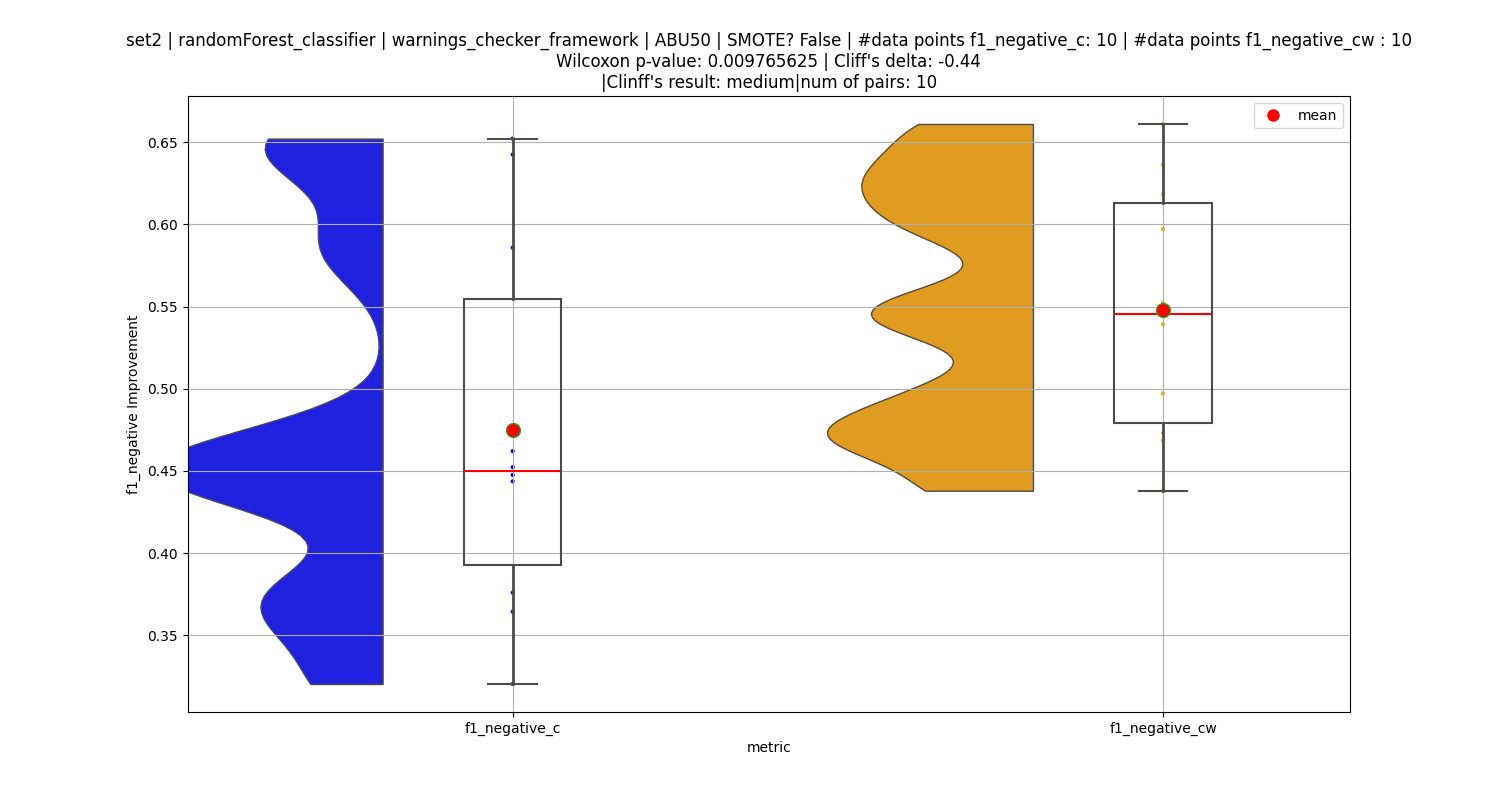 set2 | randomForest_classifier | warnings_checker_framework | ABU50 | SMOTE? False | #data points f1_negative_c: 10 | #data points f1_negative_cw : 10
Wilcoxon p-value: 0.009765625 | Cliff's delta: -0.44
|Clinff's result: medium|num of pairs: 10
mean
0.65
0.60
0.55
0.50
0.45
0.40
0.35
f1_negative Improvement
f1_negative_c
f1_negative_cw
metric